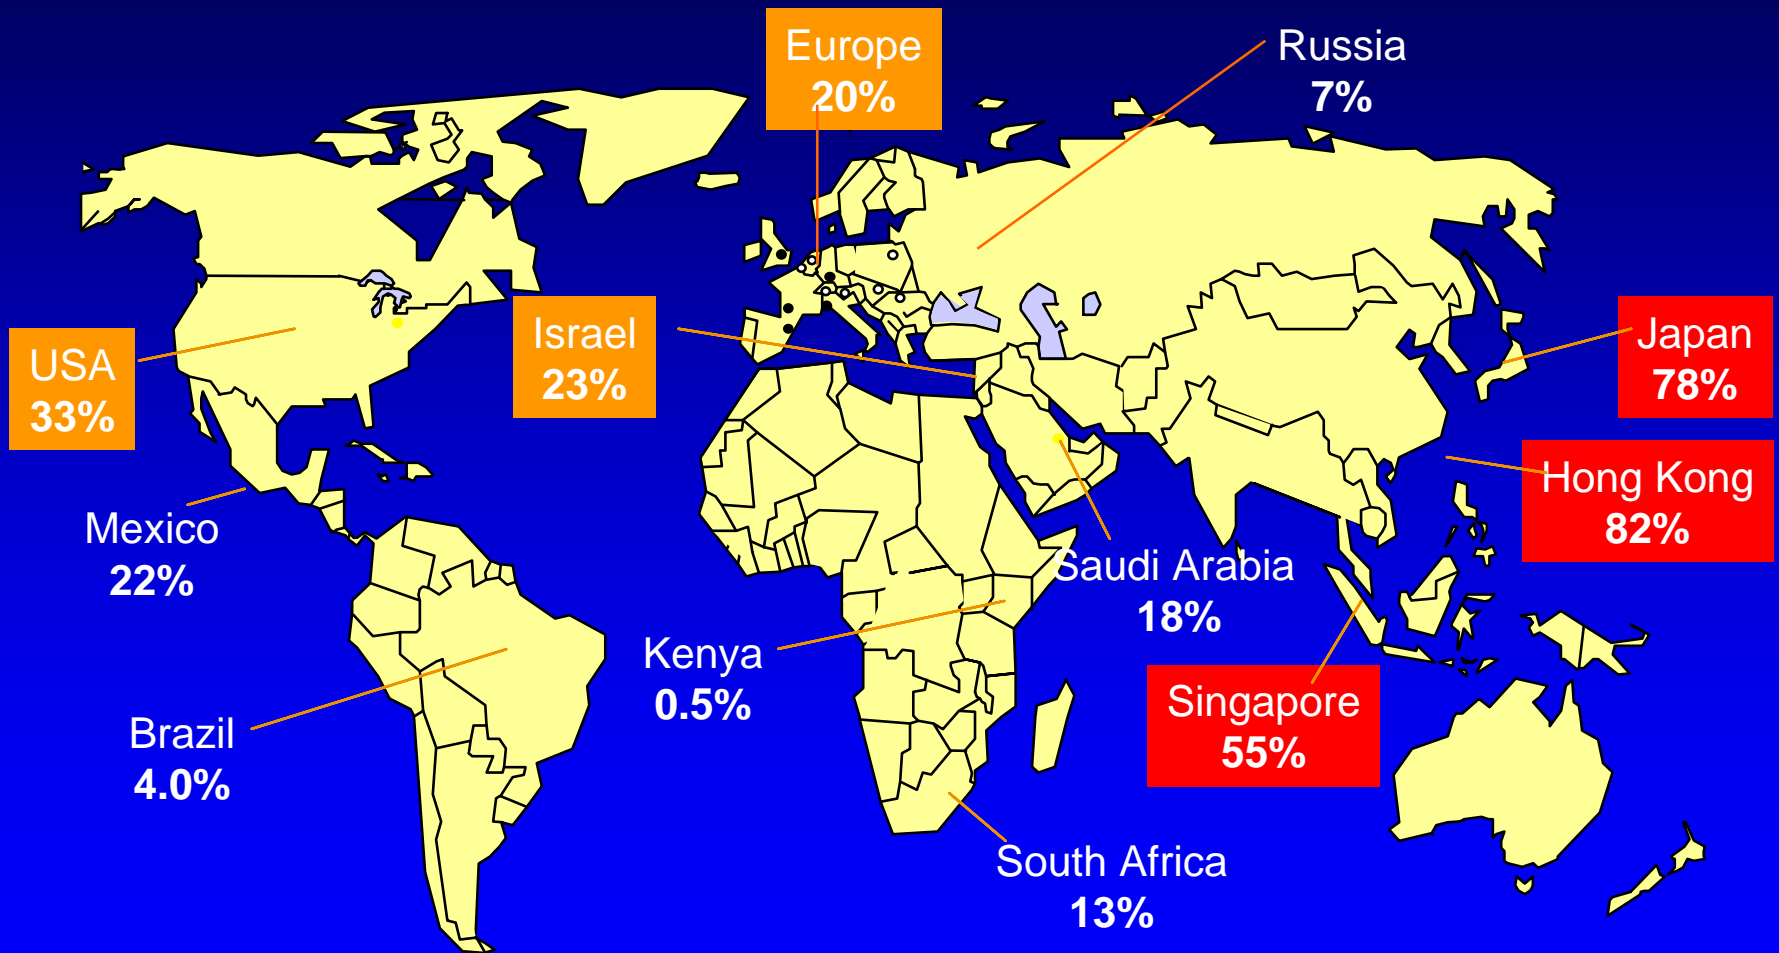 Europe
20%
Russia
7%
USA
33%
Israel
23%
Japan
78%
Hong Kong
82%
Mexico
22%
Saudi Arabia
18%
Kenya
0.5%
Singapore
55%
Brazil
4.0%
South Africa
13%